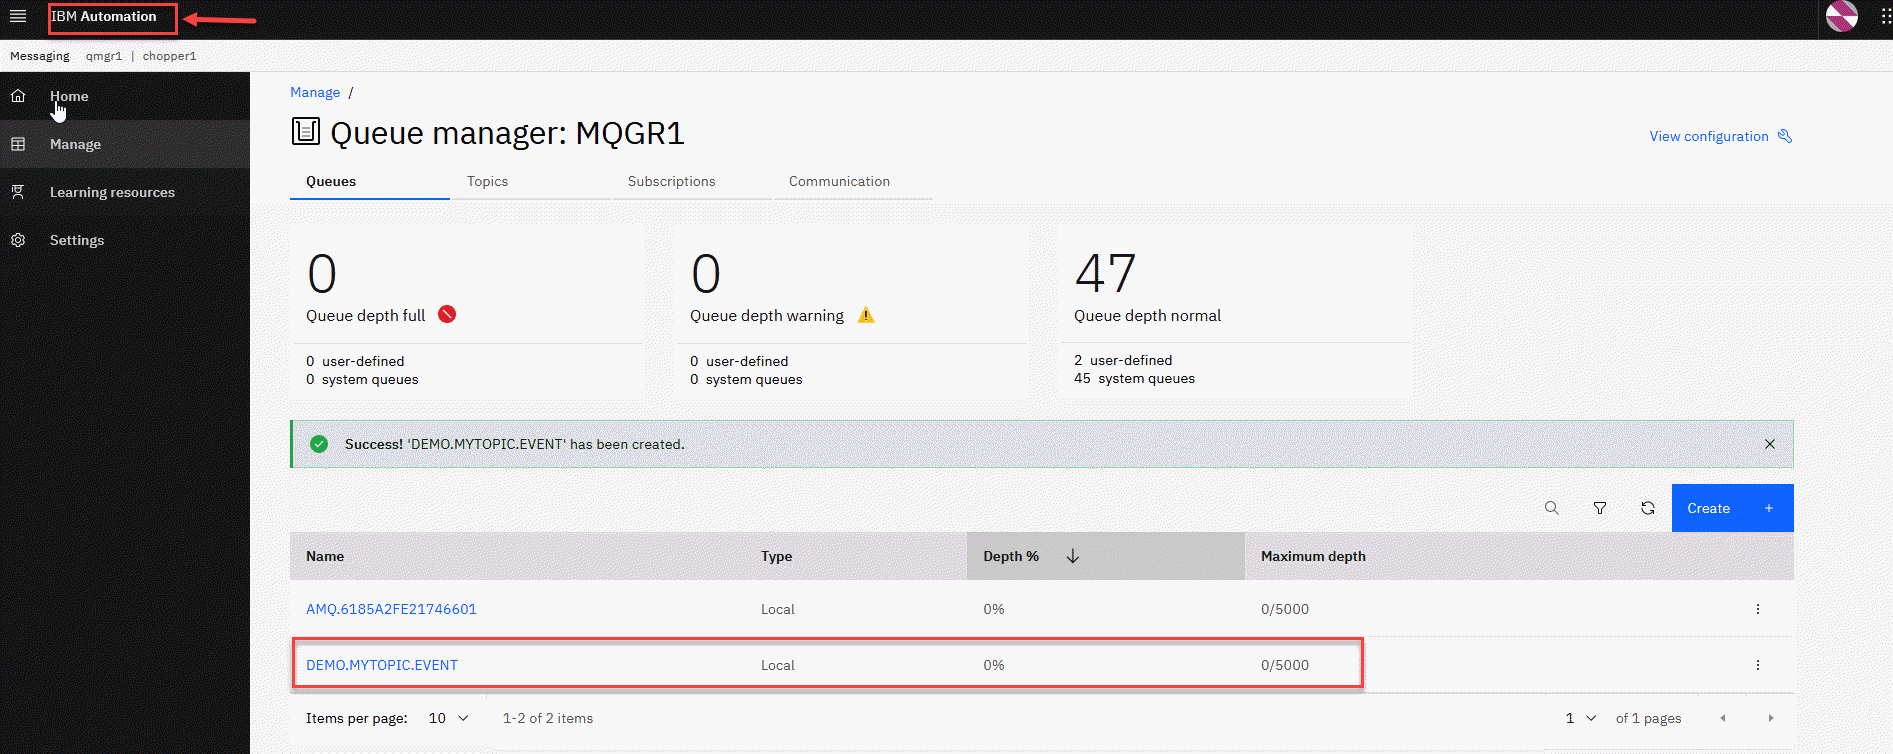 IBM Automation
Messaging qmgr1 | chopper1
Home
Manage
Learning resources
Settings
Manage /
Queue manager: MQGR1
View configuration
Queues Topics Subscriptions Communication
0
Queue depth full
0 user-defined
0 system queues
0
Queue depth warning
0 user-defined
0 system queues
47
Queue depth normal
2 user-defined
45 system queues
Success! 'DEMO.MYTOPIC.EVENT' has been created.
Create +
Name Type Depth % Maximum depth
AMQ.6185A2FE21746601 Local 0% 0/5000
DEMO.MYTOPIC.EVENT Local 0% 0/5000
Items per page: 10 1-2 of 2 items 1 of 1 pages